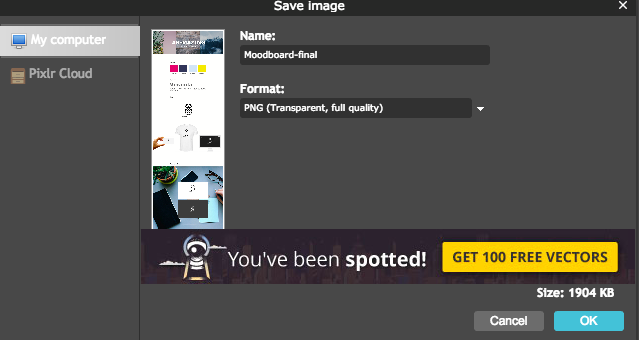 Save image
My computer
Pixlr Cloud
Name:
Moodboard-final
Format:
PNG (Transparent, full quality)
You've been spotted!
GET 100 FREE VECTORS
Size: 1904 KB
Cancel
OK